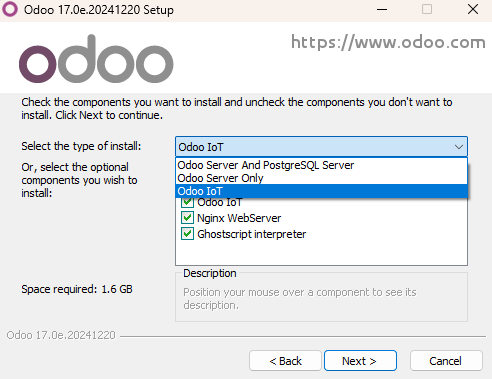 Odoo 17.0e.20241220 Setup
odoo
https://www.odoo.com
Check the components you want to install and uncheck the components you don't want to
install. Click Next to continue.
Select the type of install:
Odoo IoT
Odoo Server And PostgreSQL Server
Odoo Server Only
Odoo IoT
Or, select the optional
components you wish to
install:
Odoo IoT
Nginx WebServer
Ghostscript interpreter
Space required: 1.6 GB
Description
Position your mouse over a component to see its
description.
Odoo 17.0e.20241220
< Back
Next >
Cancel